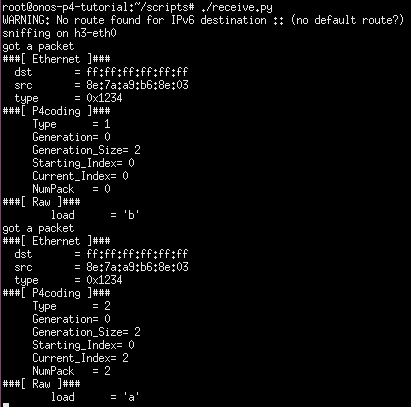 root@onos-p4-tutorial:~/scripts# ./receive.py
WARNING: No route found for IPv6 destination :: (no default route?)
sniffing on h3-eth0
got a packet
###[ Ethernet ]###
  dst       = ff:ff:ff:ff:ff:ff
  src       = 8e:7a:a9:b6:8e:03
  type      = 0x1234
###[ P4coding ]###
     Type      = 1
     Generation= 0
     Generation_Size= 2
     Starting_Index= 0
     Current_Index= 0
     NumPack   = 0
###[ Raw ]###
        load      = 'b'
got a packet
###[ Ethernet ]###
  dst       = ff:ff:ff:ff:ff:ff
  src       = 8e:7a:a9:b6:8e:03
  type      = 0x1234
###[ P4coding ]###
     Type      = 2
     Generation= 0
     Generation_Size= 2
     Starting_Index= 0
     Current_Index= 2
     NumPack   = 2
###[ Raw ]###
        load      = 'a'